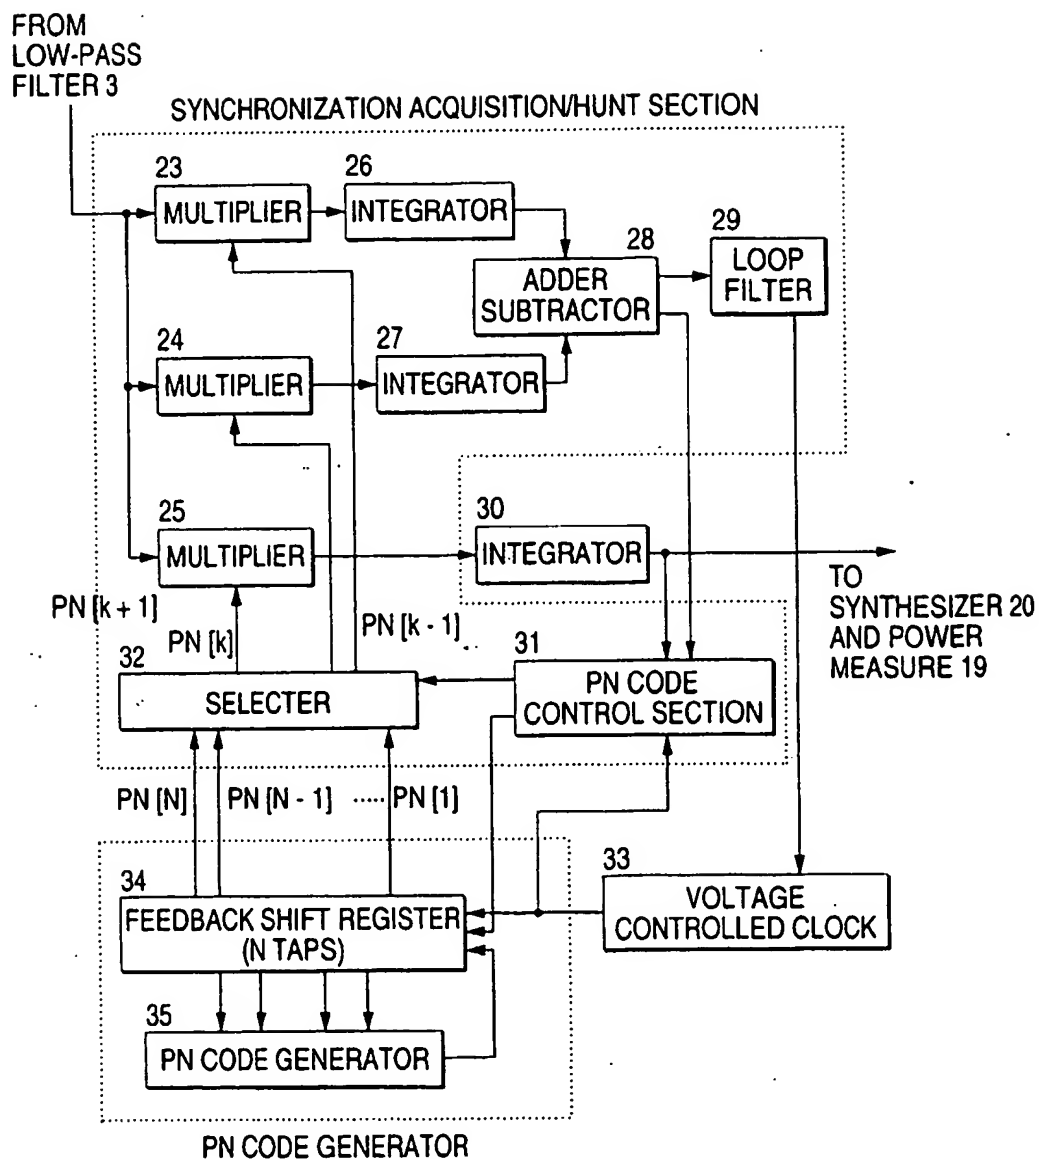 FROM
LOW-PASS
FILTER 3
SYNCHRONIZATION ACQUISITION/HUNT SECTION
23
MULTIPLIER
26
INTEGRATOR
28
ADDER
SUBTRACTOR
29
LOOP
FILTER
24
MULTIPLIER
27
INTEGRATOR
25
MULTIPLIER
30
INTEGRATOR
TO
SYNTHESIZER 20
AND POWER
MEASURE 19
PN [k + 1]
PN [k]
PN [k - 1]
32
SELECTER
31
PN CODE
CONTROL SECTION
PN [N]
PN [N - 1]
.....
PN [1]
34
FEEDBACK SHIFT REGISTER
(N TAPS)
33
VOLTAGE
CONTROLLED CLOCK
35
PN CODE GENERATOR
PN CODE GENERATOR